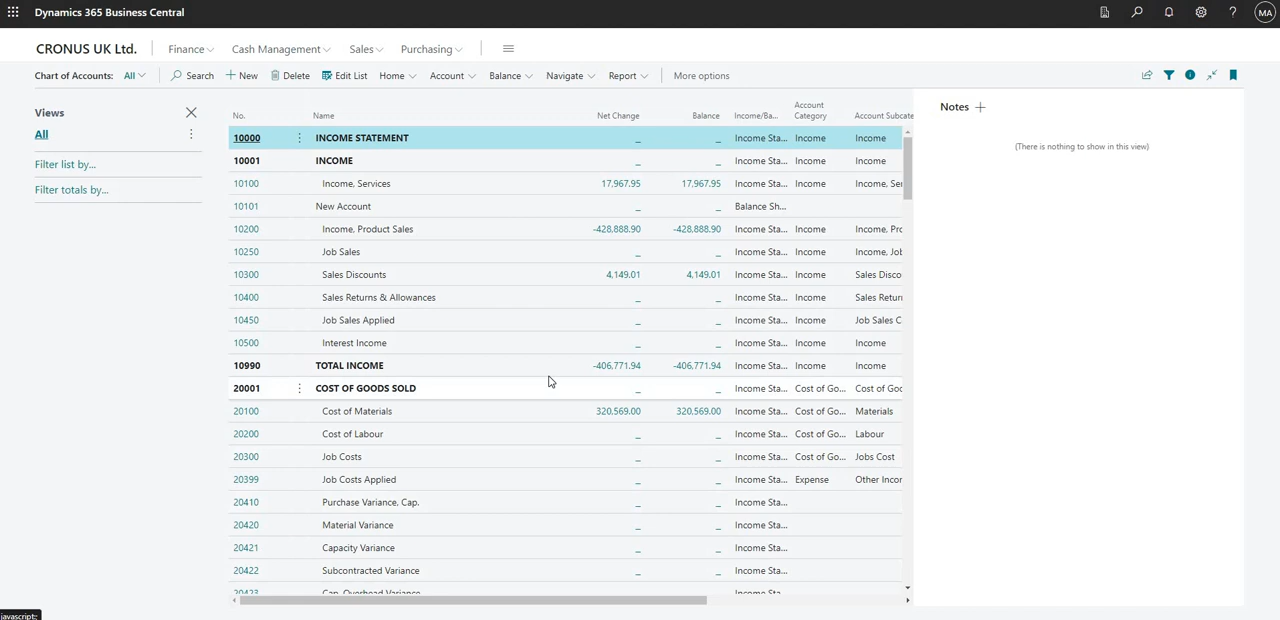 Dynamics 365 Business Central
MA
CRONUS UK Ltd. Finance Cash Management Sales Purchasing
Chart of Accounts: All Search New Delete Edit List Home Account Balance Navigate Report More options
Views
All
Filter list by...
Filter totals by...
No. Name Net Change Balance Income/Ba... Account Category Account Subcate
10000 INCOME STATEMENT _ _ Income Sta... Income Income
10001 INCOME _ _ Income Sta... Income Income
10100 Income, Services 17,967.95 17,967.95 Income Sta... Income Income, Ser
10101 New Account _ _ Balance Sh...
10200 Income, Product Sales -428,888.90 -428,888.90 Income Sta... Income Income, Pro
10250 Job Sales _ _ Income Sta... Income Income, Job
10300 Sales Discounts 4,149.01 4,149.01 Income Sta... Income Sales Disco
10400 Sales Returns & Allowances _ _ Income Sta... Income Sales Retur
10450 Job Sales Applied _ _ Income Sta... Income Job Sales C
10500 Interest Income _ _ Income Sta... Income Income
10990 TOTAL INCOME -406,771.94 -406,771.94 Income Sta... Income Income
20001 COST OF GOODS SOLD _ _ Income Sta... Cost of Go... Cost of Goo
20100 Cost of Materials 320,569.00 320,569.00 Income Sta... Cost of Go... Materials
20200 Cost of Labour _ _ Income Sta... Cost of Go... Labour
20300 Job Costs _ _ Income Sta... Cost of Go... Jobs Cost
20399 Job Costs Applied _ _ Income Sta... Expense Other Incor
20410 Purchase Variance, Cap. _ _ Income Sta...
20420 Material Variance _ _ Income Sta...
20421 Capacity Variance _ _ Income Sta...
20422 Subcontracted Variance _ _ Income Sta...
20423 Cap. Overhead Variance Income Sta...
Notes
(There is nothing to show in this view)
javascript:;